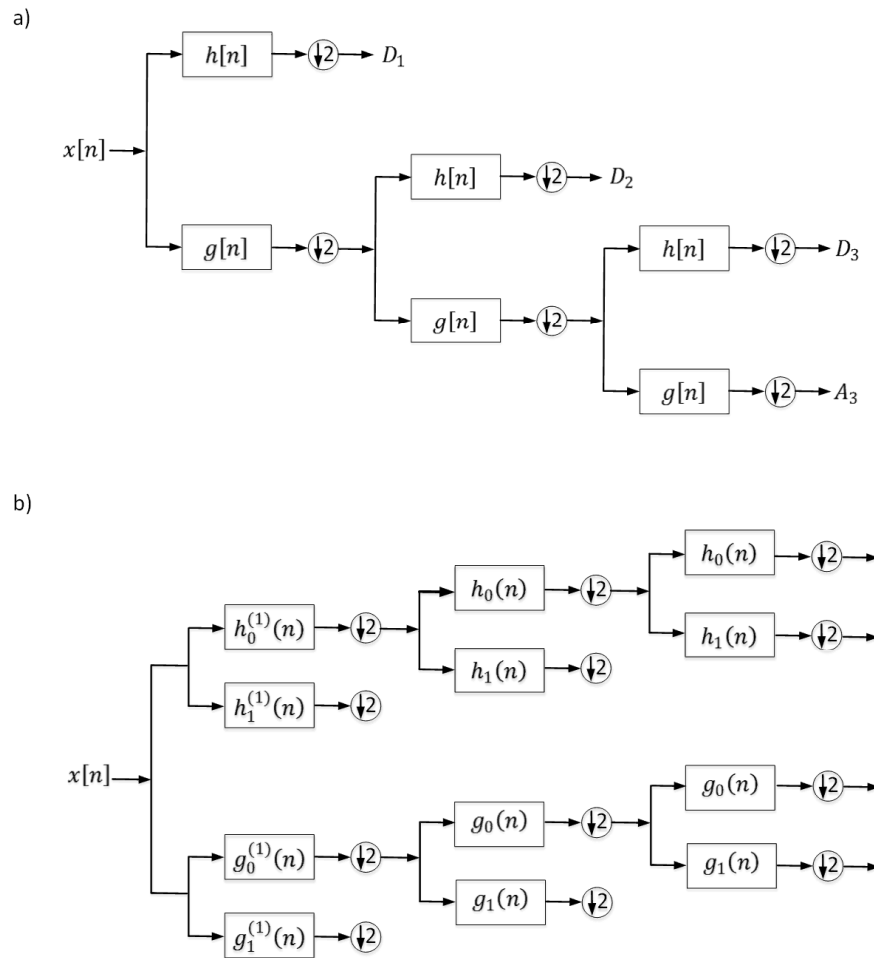 a)
h[n] ↓2 D₁
x[n]
h[n] ↓2 D₂
g[n] ↓2
h[n] ↓2 D₃
g[n] ↓2
g[n] ↓2 A₃
b)
h₀(n) ↓2
h₀(n) ↓2
h₀⁽¹⁾(n) ↓2
h₁(n) ↓2
h₁(n) ↓2
h₁⁽¹⁾(n) ↓2
x[n]
g₀(n) ↓2
g₀(n) ↓2
g₀⁽¹⁾(n) ↓2
g₁(n) ↓2
g₁(n) ↓2
g₁⁽¹⁾(n) ↓2